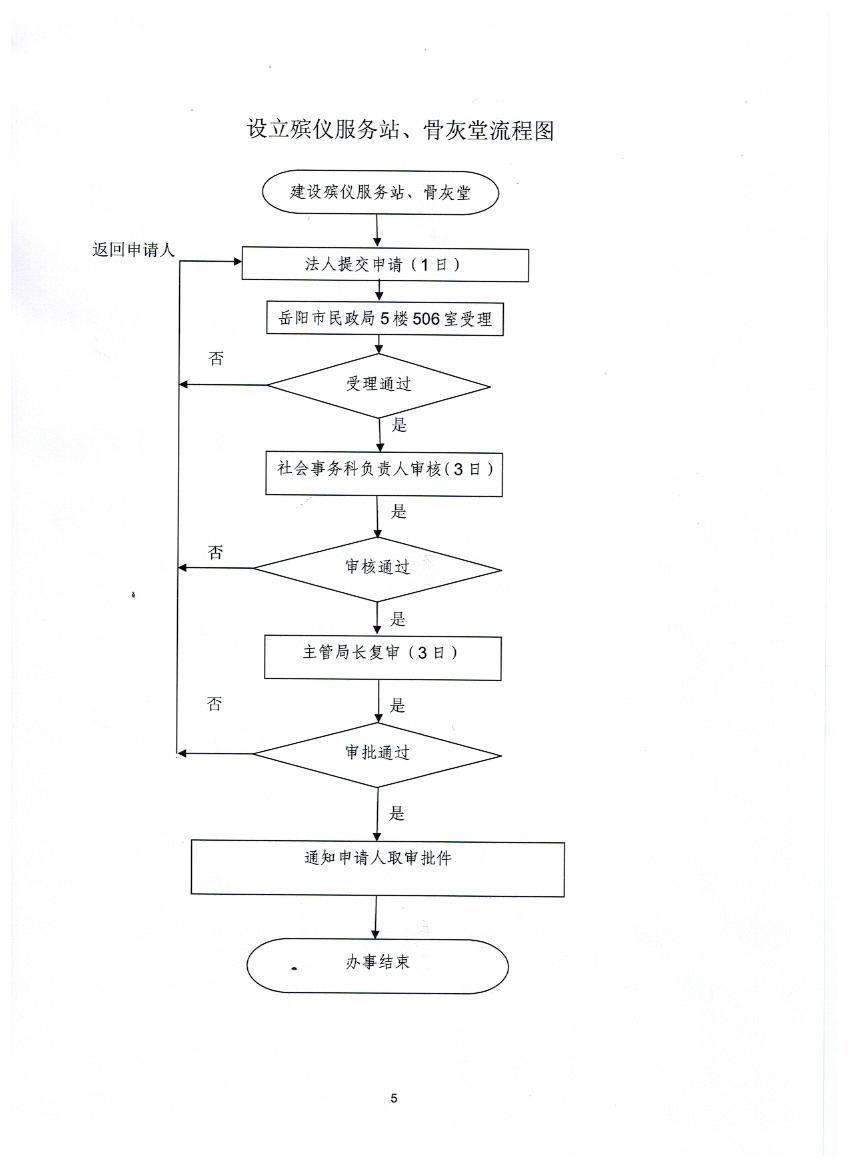 设立殡仪服务站、骨灰堂流程图
建设殡仪服务站、骨灰堂
返回申请人
法人提交申请（1日）
岳阳市民政局5楼506室受理
否
受理通过
是
社会事务科负责人审核（3日）
是
否
审核通过
是
主管局长复审（3日）
否
是
审批通过
是
通知申请人取审批件
办事结束
5